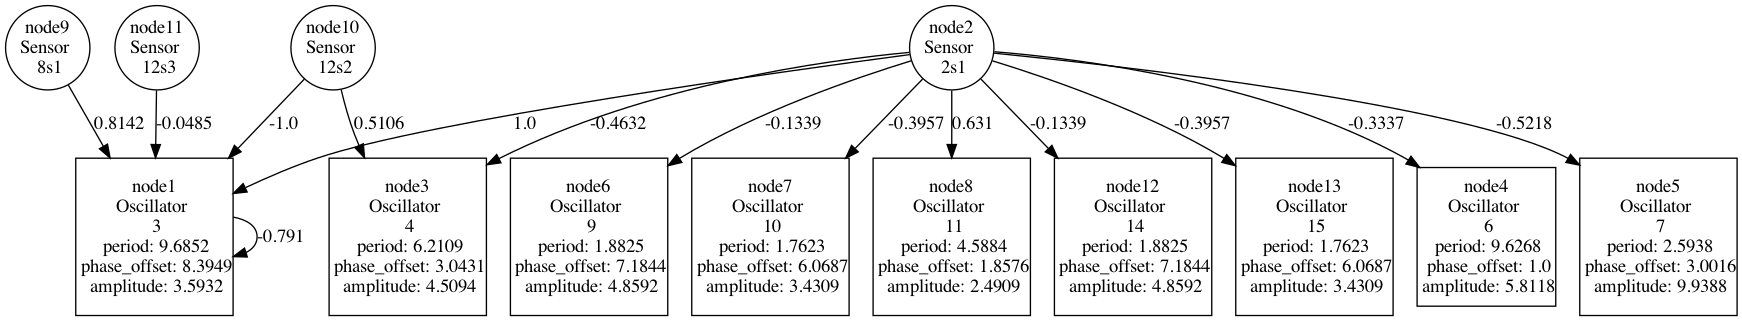 node9
Sensor
8s1
node11
Sensor
12s3
node10
Sensor
12s2
node2
Sensor
2s1
0.8142
-0.0485
-1.0
0.5106
1.0
-0.4632
-0.1339
-0.3957
0.631
-0.1339
-0.3957
-0.3337
-0.5218
node1
Oscillator
3
period: 9.6852
phase_offset: 8.3949
amplitude: 3.5932
-0.791
node3
Oscillator
4
period: 6.2109
phase_offset: 3.0431
amplitude: 4.5094
node6
Oscillator
9
period: 1.8825
phase_offset: 7.1844
amplitude: 4.8592
node7
Oscillator
10
period: 1.7623
phase_offset: 6.0687
amplitude: 3.4309
node8
Oscillator
11
period: 4.5884
phase_offset: 1.8576
amplitude: 2.4909
node12
Oscillator
14
period: 1.8825
phase_offset: 7.1844
amplitude: 4.8592
node13
Oscillator
15
period: 1.7623
phase_offset: 6.0687
amplitude: 3.4309
node4
Oscillator
6
period: 9.6268
phase_offset: 1.0
amplitude: 5.8118
node5
Oscillator
7
period: 2.5938
phase_offset: 3.0016
amplitude: 9.9388